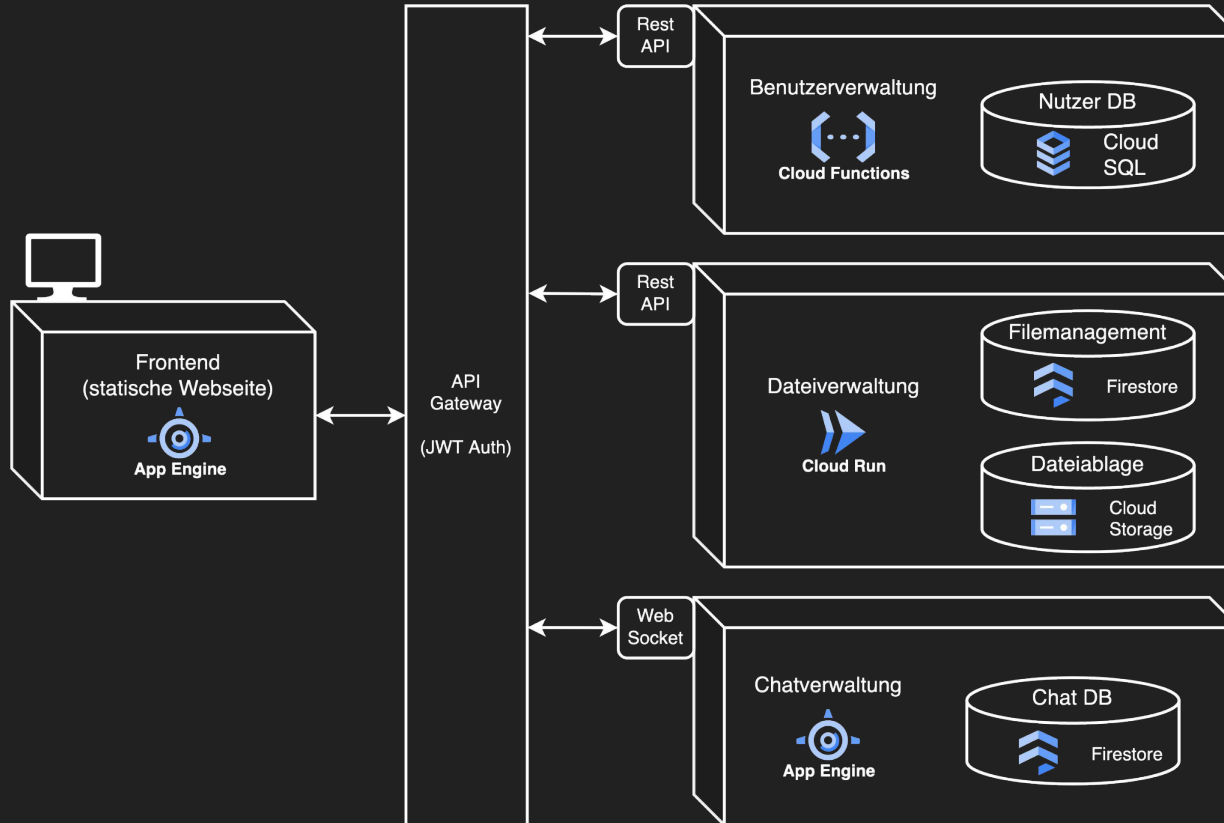 Frontend
(statische Webseite)
App Engine
API
Gateway
(JWT Auth)
Rest
API
Benutzerverwaltung
Cloud Functions
Nutzer DB
Cloud
SQL
Rest
API
Dateiverwaltung
Cloud Run
Filemanagement
Firestore
Dateiablage
Cloud
Storage
Web
Socket
Chatverwaltung
App Engine
Chat DB
Firestore